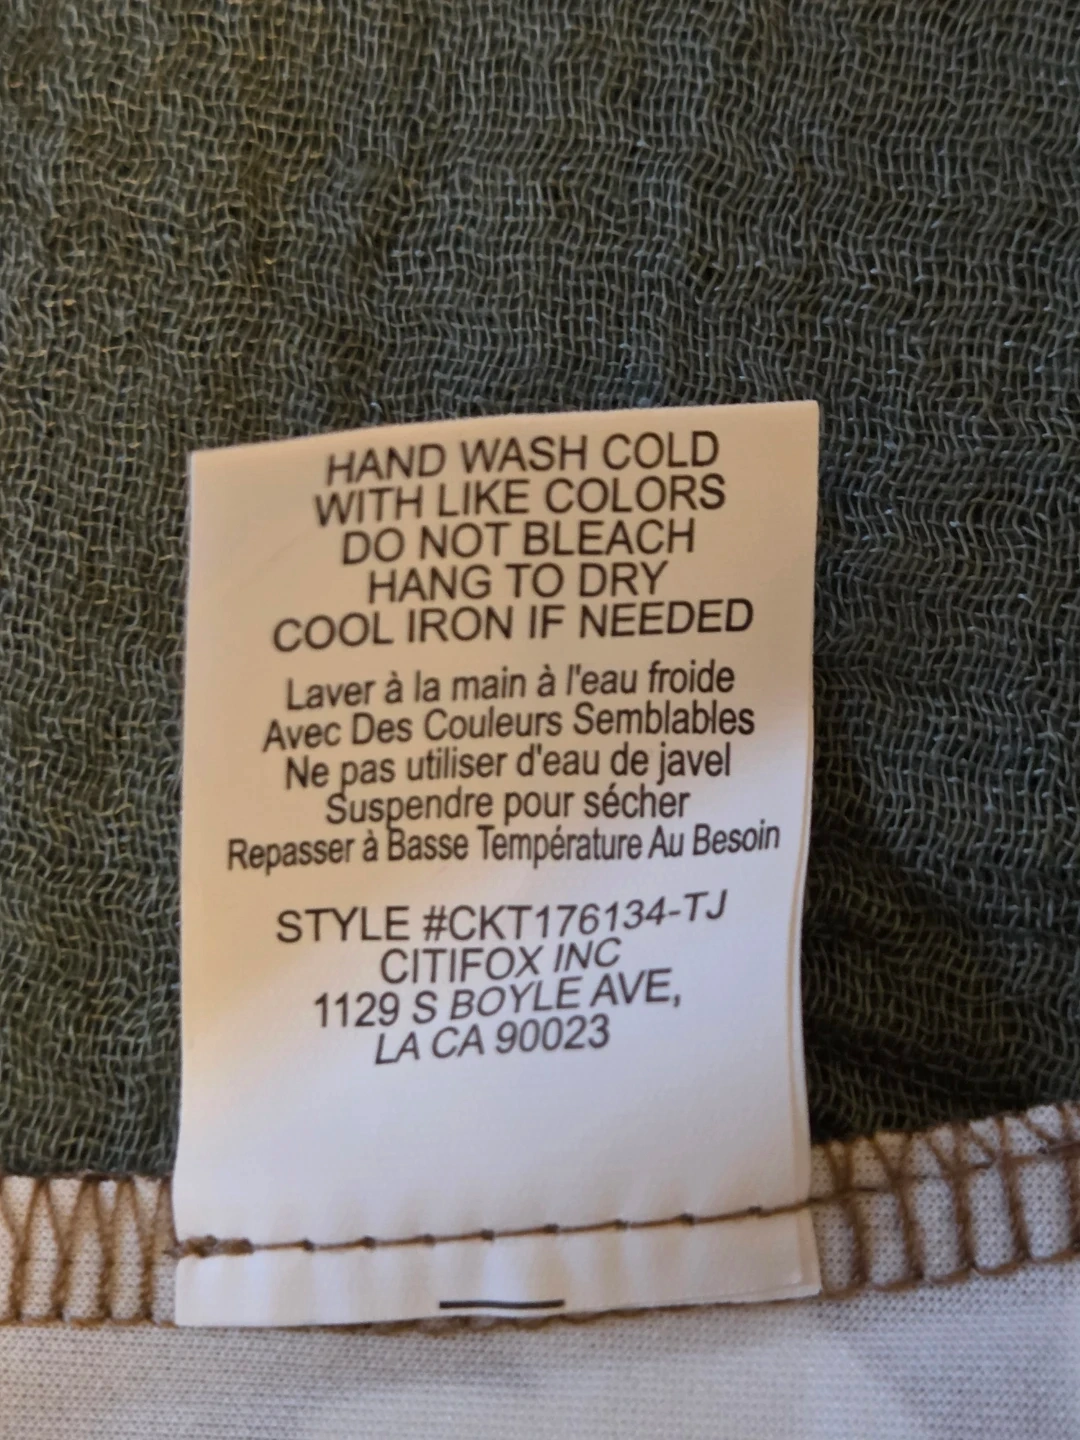 HAND WASH COLD
WITH LIKE COLORS
DO NOT BLEACH
HANG TO DRY
COOL IRON IF NEEDED
Laver à la main à l'eau froide
Avec Des Couleurs Semblables
Ne pas utiliser d'eau de javel
Suspendre pour sécher
Repasser à Basse Température Au Besoin
STYLE #CKT176134-TJ
CITIFOX INC
1129 S BOYLE AVE,
LA CA 90023